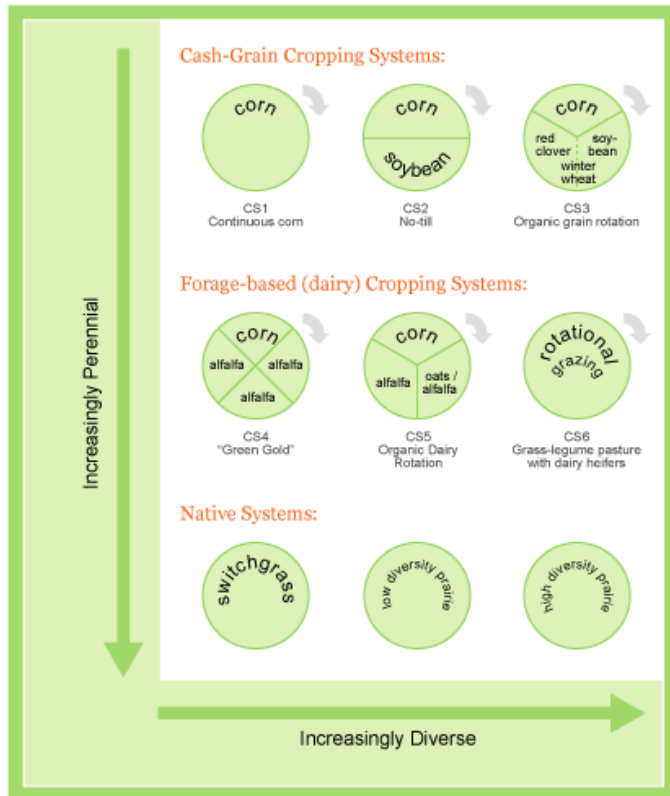 Cash-Grain Cropping Systems:
corn
CS1
Continuous corn
corn
soybean
CS2
No-till
corn
red
clover
soy-
bean
winter
wheat
CS3
Organic grain rotation
Forage-based (dairy) Cropping Systems:
corn
alfalfa
alfalfa
alfalfa
CS4
"Green Gold"
corn
alfalfa
oats /
alfalfa
CS5
Organic Dairy
Rotation
rotational
grazing
CS6
Grass-legume pasture
with dairy heifers
Native Systems:
switchgrass
low diversity prairie
high diversity prairie
Increasingly Perennial
Increasingly Diverse